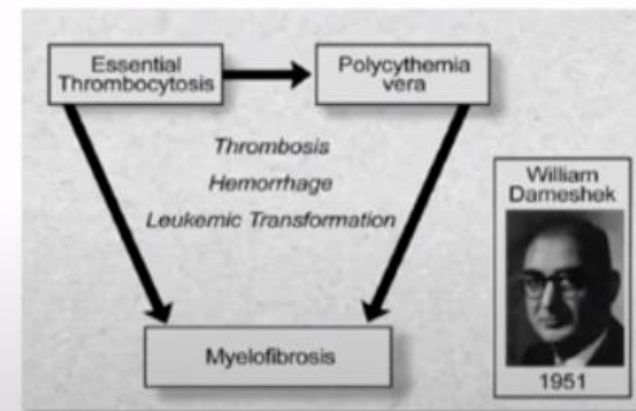 Essential
Thrombocytosis
Polycythemia
vera
Thrombosis
Hemorrhage
Leukemic Transformation
William
Dameshek
1951
Myelofibrosis